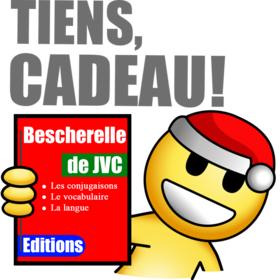 TIENS,
CADEAU!
Bescherelle
de JVC
• Les conjugaisons
• Le vocabulaire
• La langue
Editions